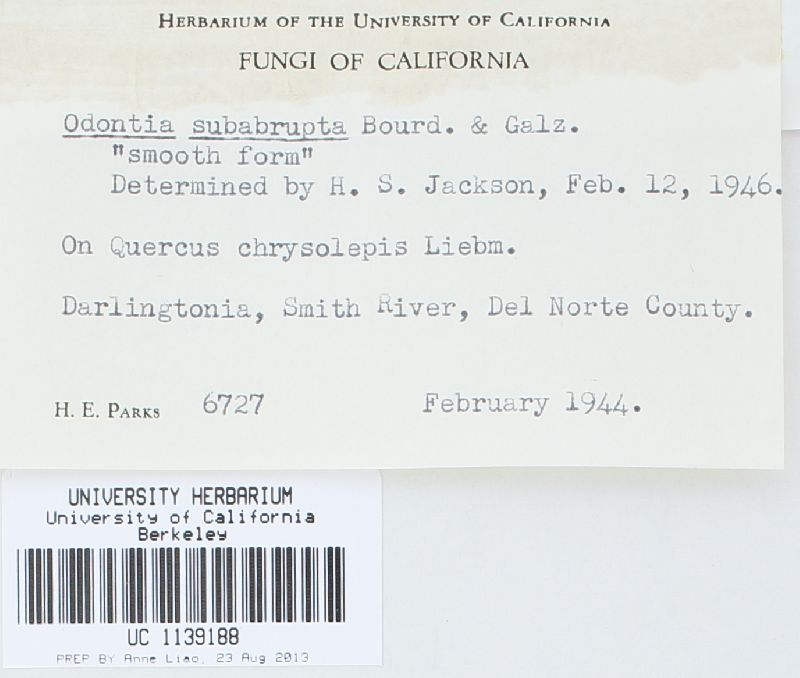 HERBARIUM OF THE UNIVERSITY OF CALIFORNIA
FUNGI OF CALIFORNIA
Odontia subabrupta Bourd. & Galz.
"smooth form"
Determined by H. S. Jackson, Feb. 12, 1946.
On Quercus chrysolepis Liebm.
Darlingtonia, Smith River, Del Norte County.
H. E. PARKS 6727 February 1944.
UNIVERSITY HERBARIUM
University of California
Berkeley
UC 1139188
PREP BY Anne Liao, 23 Aug 2013